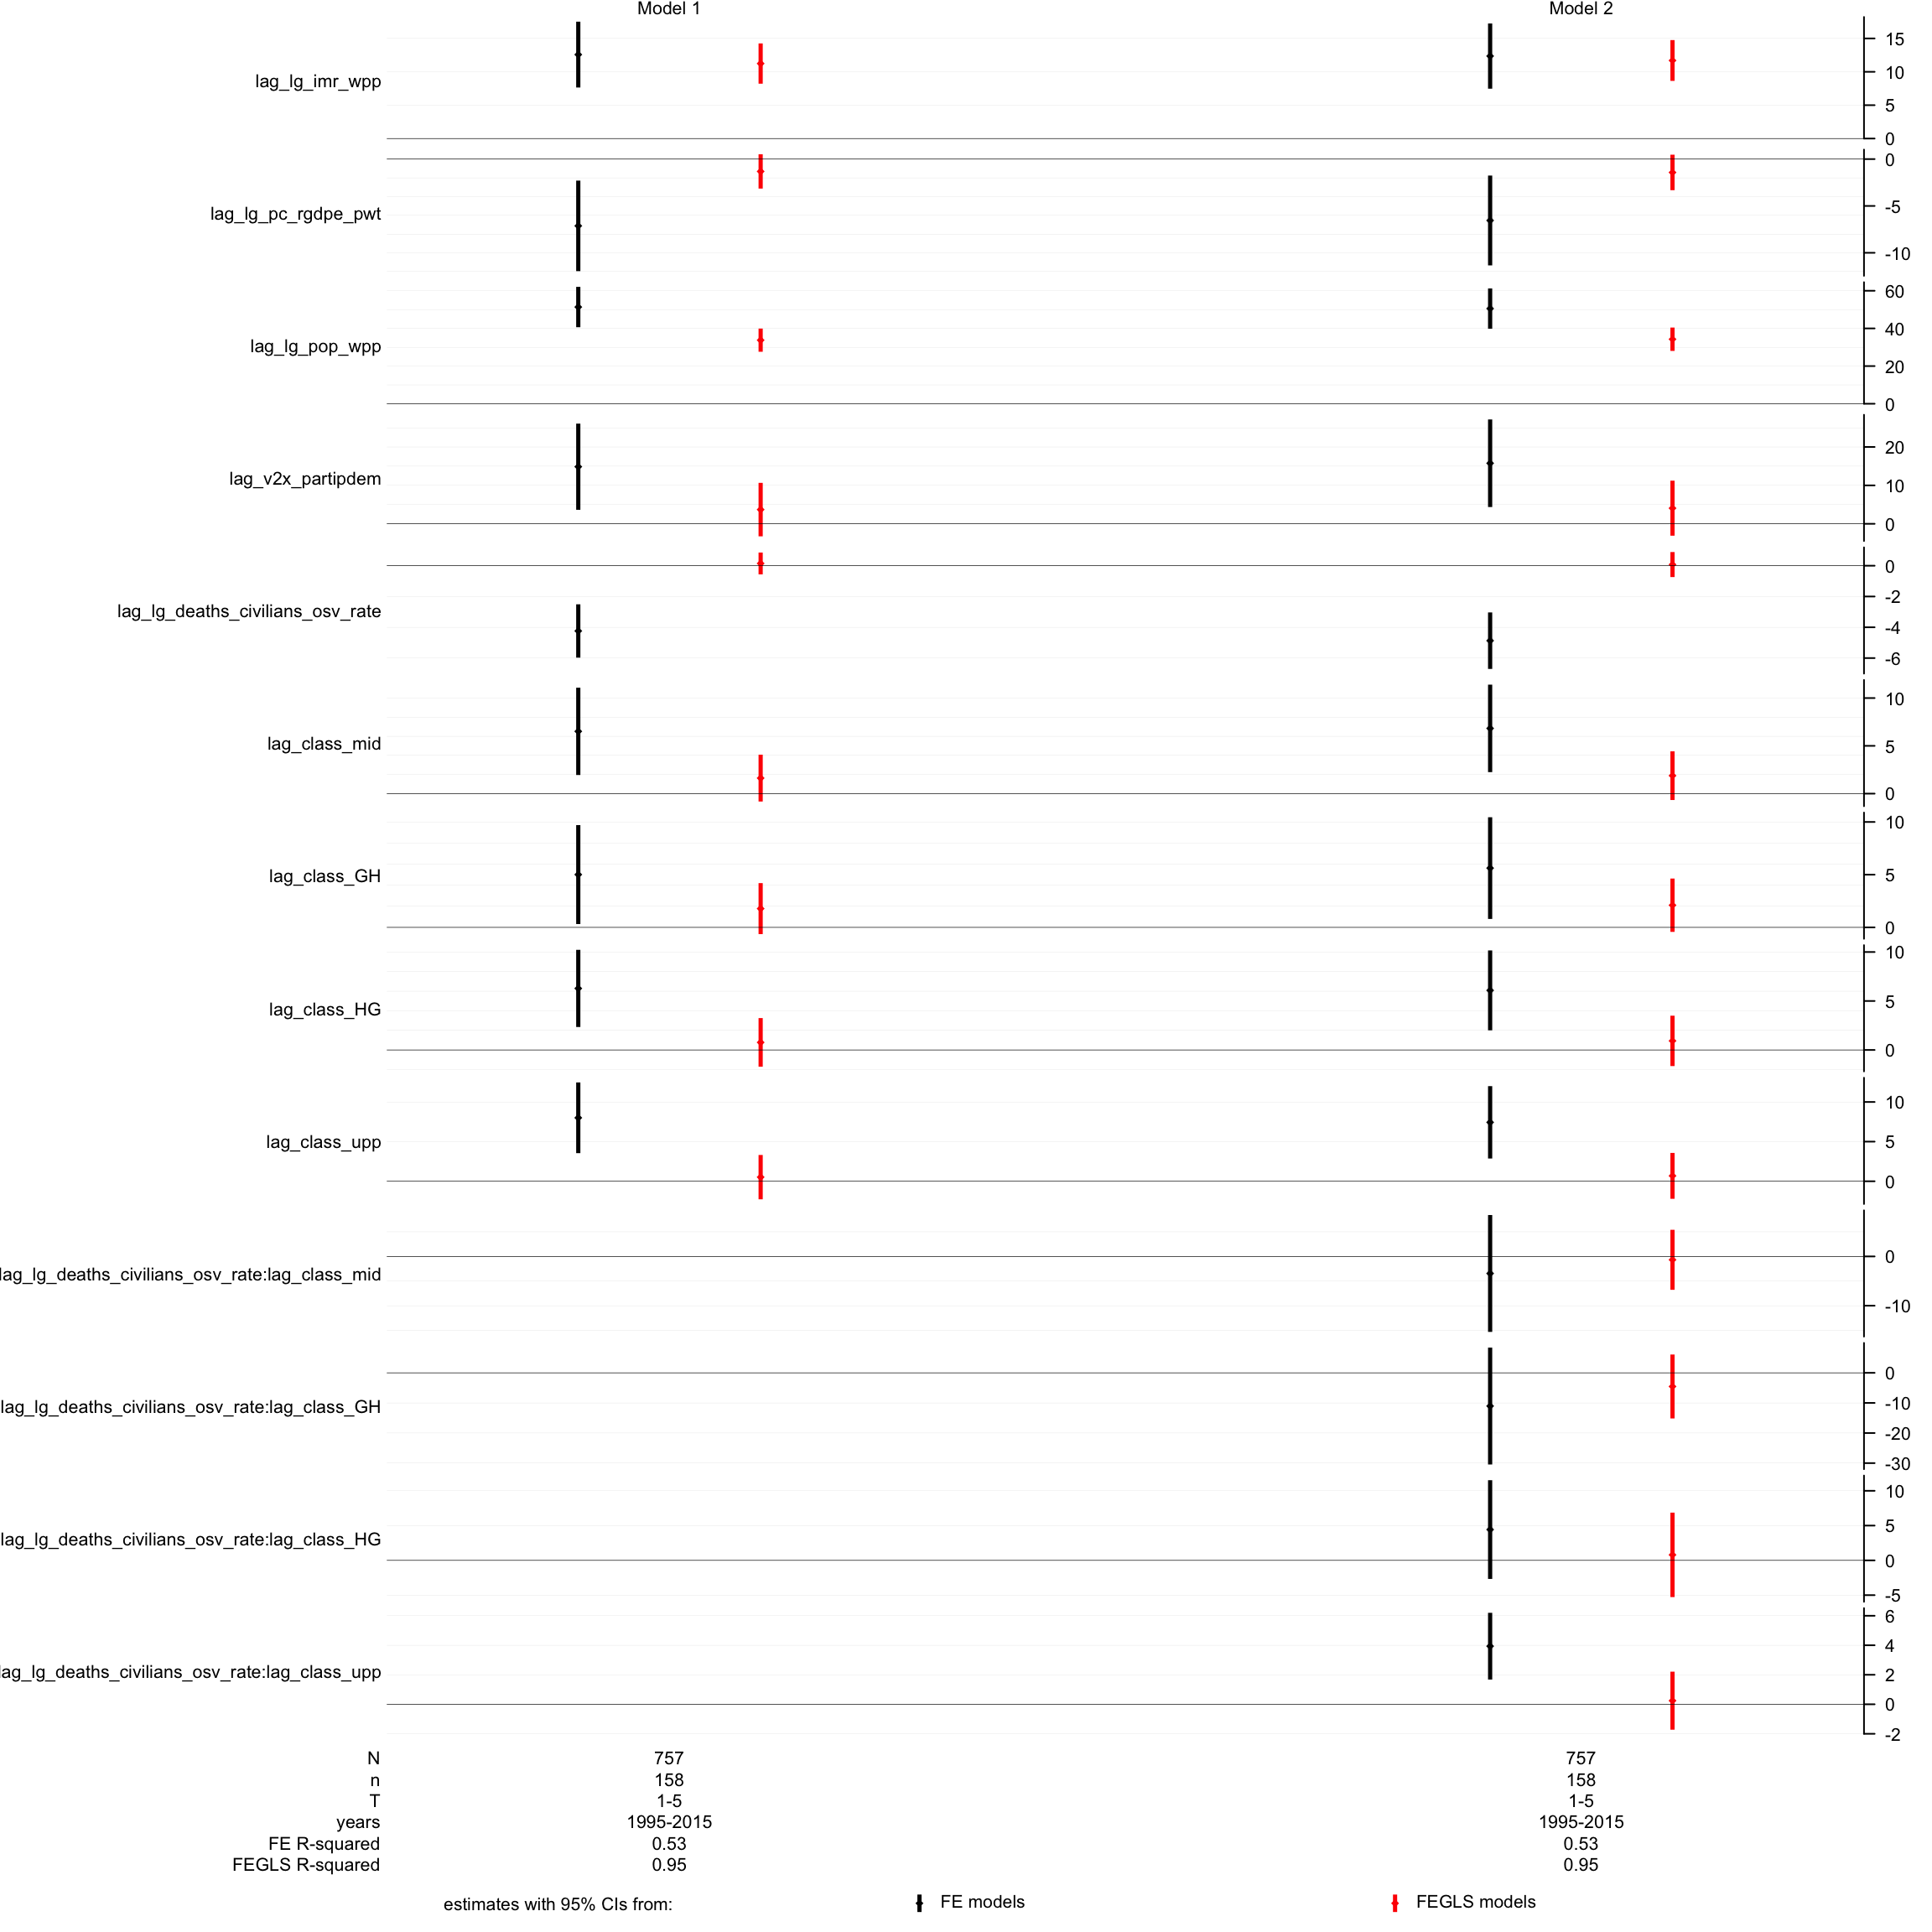 Model 1 Model 2
lag_lg_imr_wpp
15
10
5
0
lag_lg_pc_rgdpe_pwt
0
-5
-10
lag_lg_pop_wpp
60
40
20
0
lag_v2x_partipdem
20
10
0
lag_lg_deaths_civilians_osv_rate
0
-2
-4
-6
lag_class_mid
10
5
0
lag_class_GH
10
5
0
lag_class_HG
10
5
0
lag_class_upp
10
5
0
lag_lg_deaths_civilians_osv_rate:lag_class_mid
0
-10
lag_lg_deaths_civilians_osv_rate:lag_class_GH
0
-10
-20
-30
lag_lg_deaths_civilians_osv_rate:lag_class_HG
10
5
0
-5
lag_lg_deaths_civilians_osv_rate:lag_class_upp
6
4
2
0
-2
N 757 757
n 158 158
T 1-5 1-5
years 1995-2015 1995-2015
FE R-squared 0.53 0.53
FEGLS R-squared 0.95 0.95
estimates with 95% CIs from: FE models FEGLS models